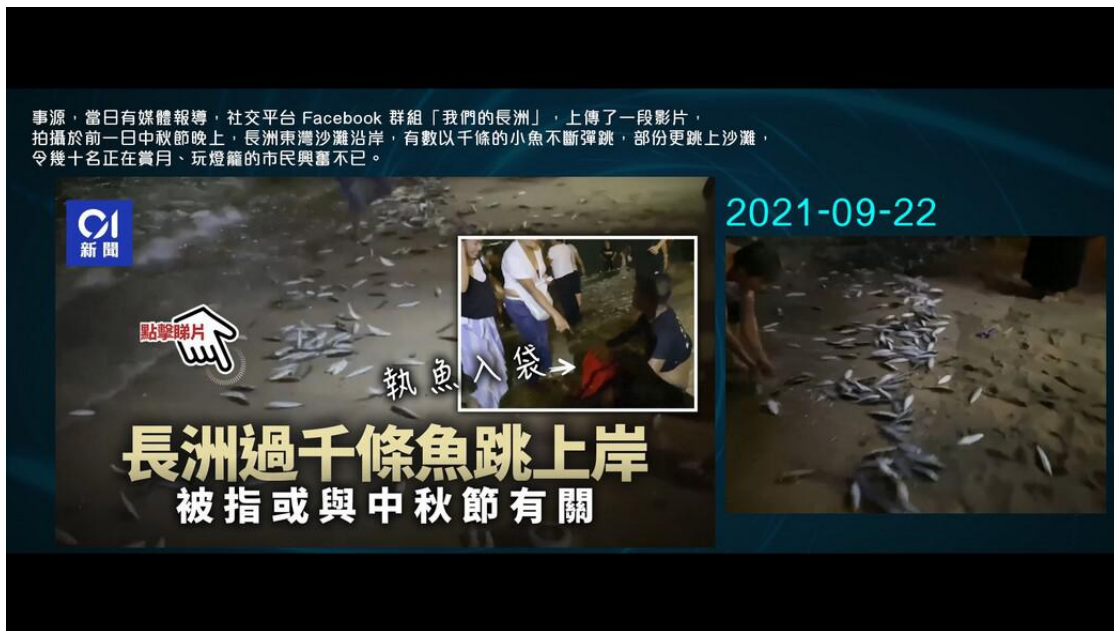 事源，當日有媒體報導，社交平台 Facebook 群組「我們的長洲」，上傳了一段影片，
拍攝於前一日中秋節晚上，長洲東灣沙灘沿岸，有數以千條的小魚不斷彈跳，部份更跳上沙灘，
令幾十名正在賞月、玩燈籠的市民興奮不已。
01
新聞
2021-09-22
點擊睇片
執魚入袋→
長洲過千條魚跳上岸
被指或與中秋節有關